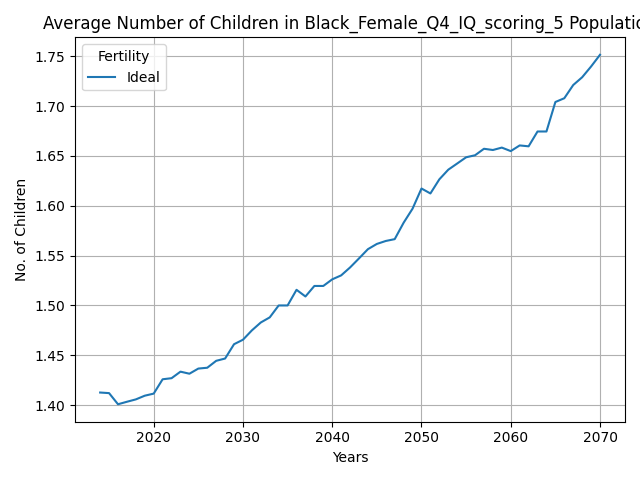 Average Number of Children in Black_Female_Q4_IQ_scoring_5 Populatio
Fertility
Ideal
No. of Children
1.75
1.70
1.65
1.60
1.55
1.50
1.45
1.40
2020 2030 2040 2050 2060 2070
Years